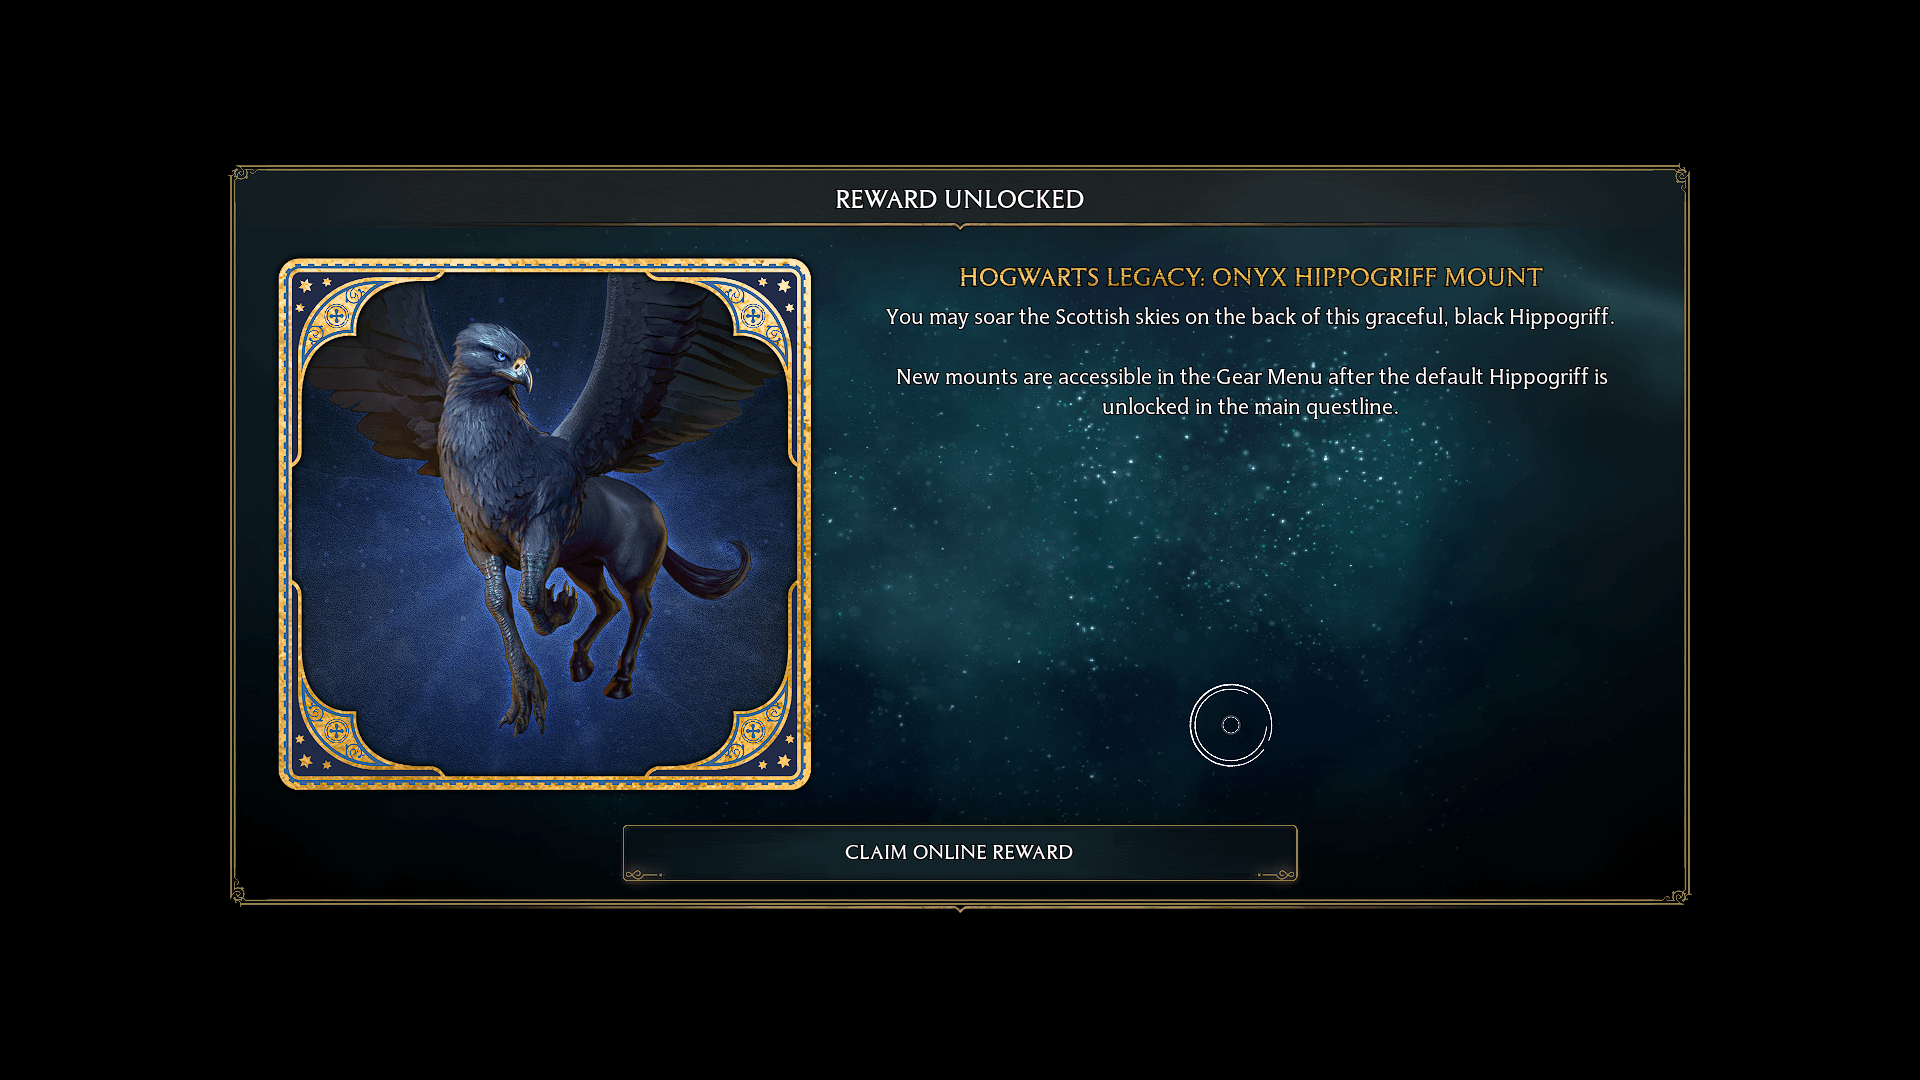 REWARD UNLOCKED
HOGWARTS LEGACY: ONYX HIPPOGRIFF MOUNT
You may soar the Scottish skies on the back of this graceful, black Hippogriff.
New mounts are accessible in the Gear Menu after the default Hippogriff is
unlocked in the main questline.
CLAIM ONLINE REWARD